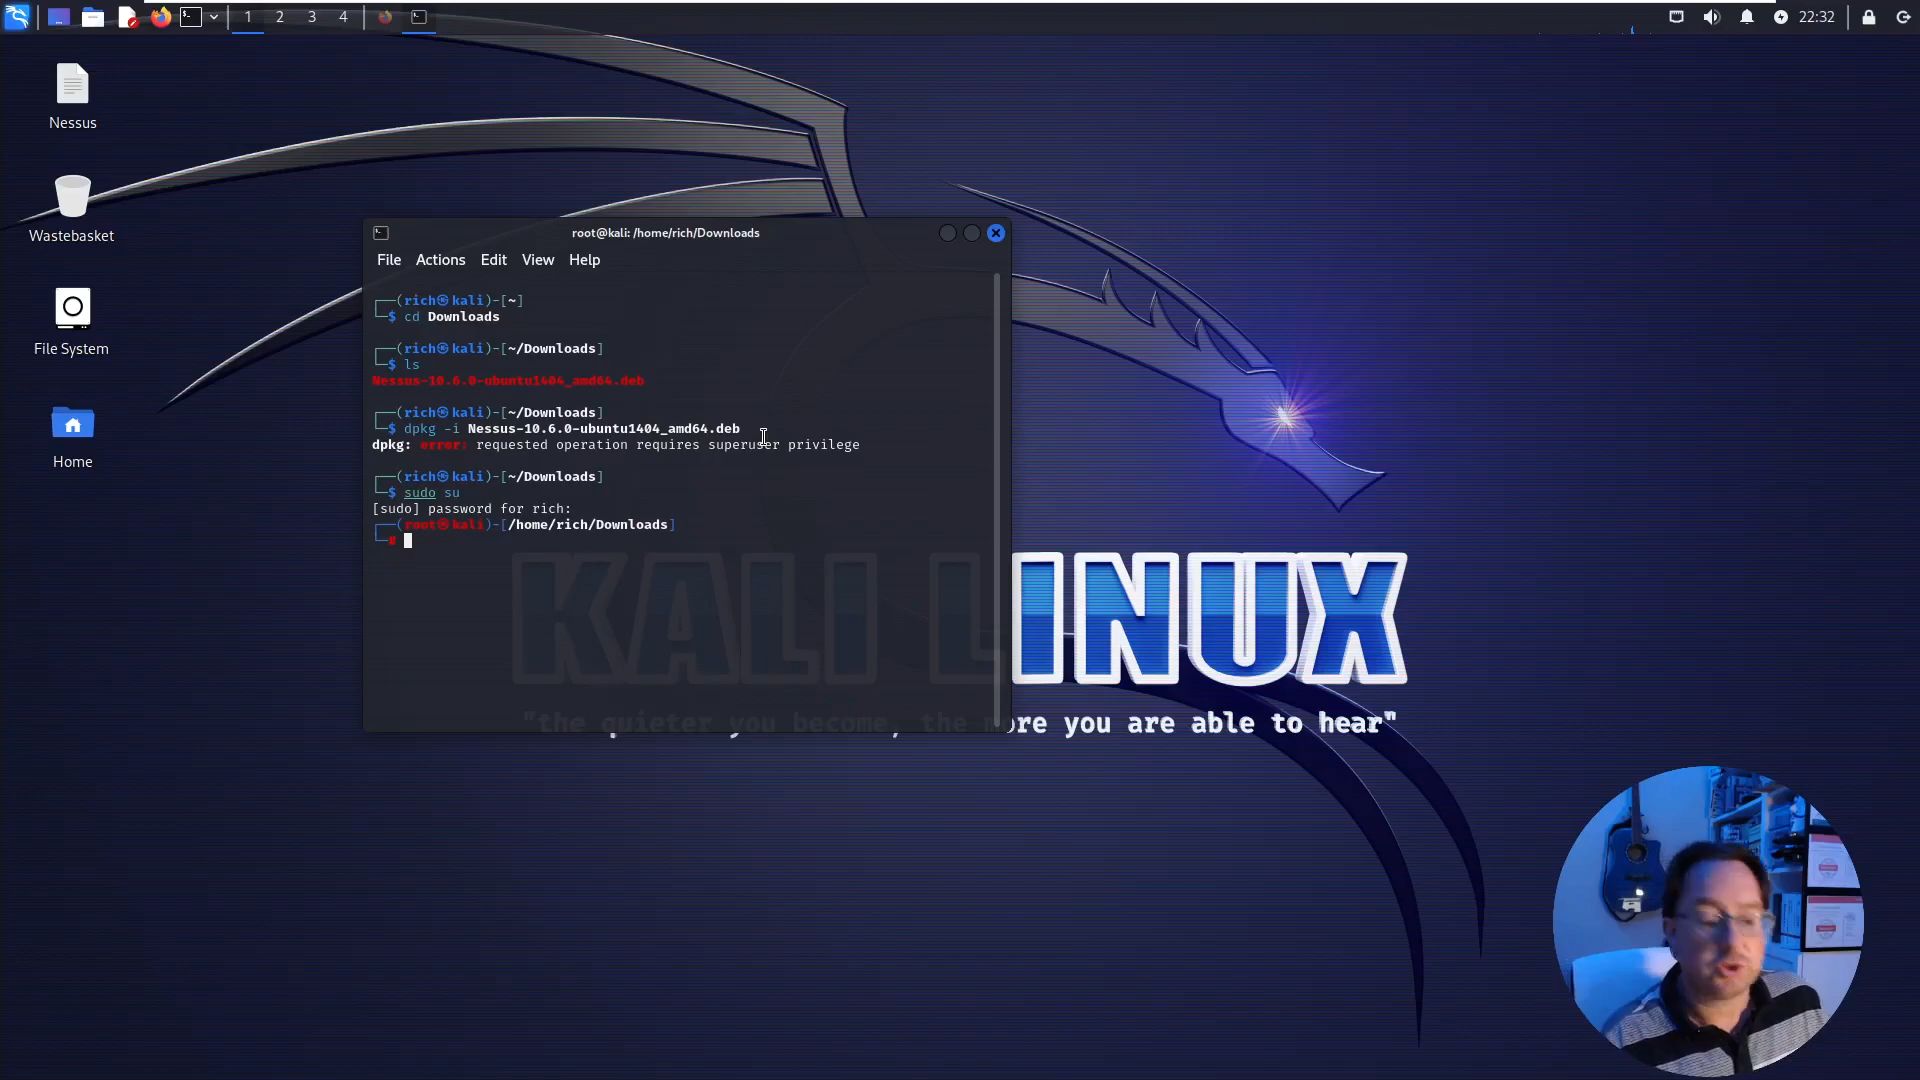 1 2 3 4
22:32
Nessus
Wastebasket
File System
Home
root@kali: /home/rich/Downloads
File Actions Edit View Help
┌──(rich㉿kali)-[~]
└─$ cd Downloads
┌──(rich㉿kali)-[~/Downloads]
└─$ ls
Nessus-10.6.0-ubuntu1404_amd64.deb
┌──(rich㉿kali)-[~/Downloads]
└─$ dpkg -i Nessus-10.6.0-ubuntu1404_amd64.deb
dpkg: error: requested operation requires superuser privilege
┌──(rich㉿kali)-[~/Downloads]
└─$ sudo su
[sudo] password for rich:
┌──(root㉿kali)-[/home/rich/Downloads]
└─#
KALI LINUX
"the quieter you become, the more you are able to hear"